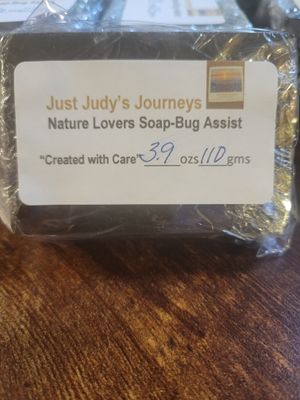 Just Judy's Journeys
Nature Lovers Soap-Bug Assist
"Created with Care" 3.9 ozs 110 gms